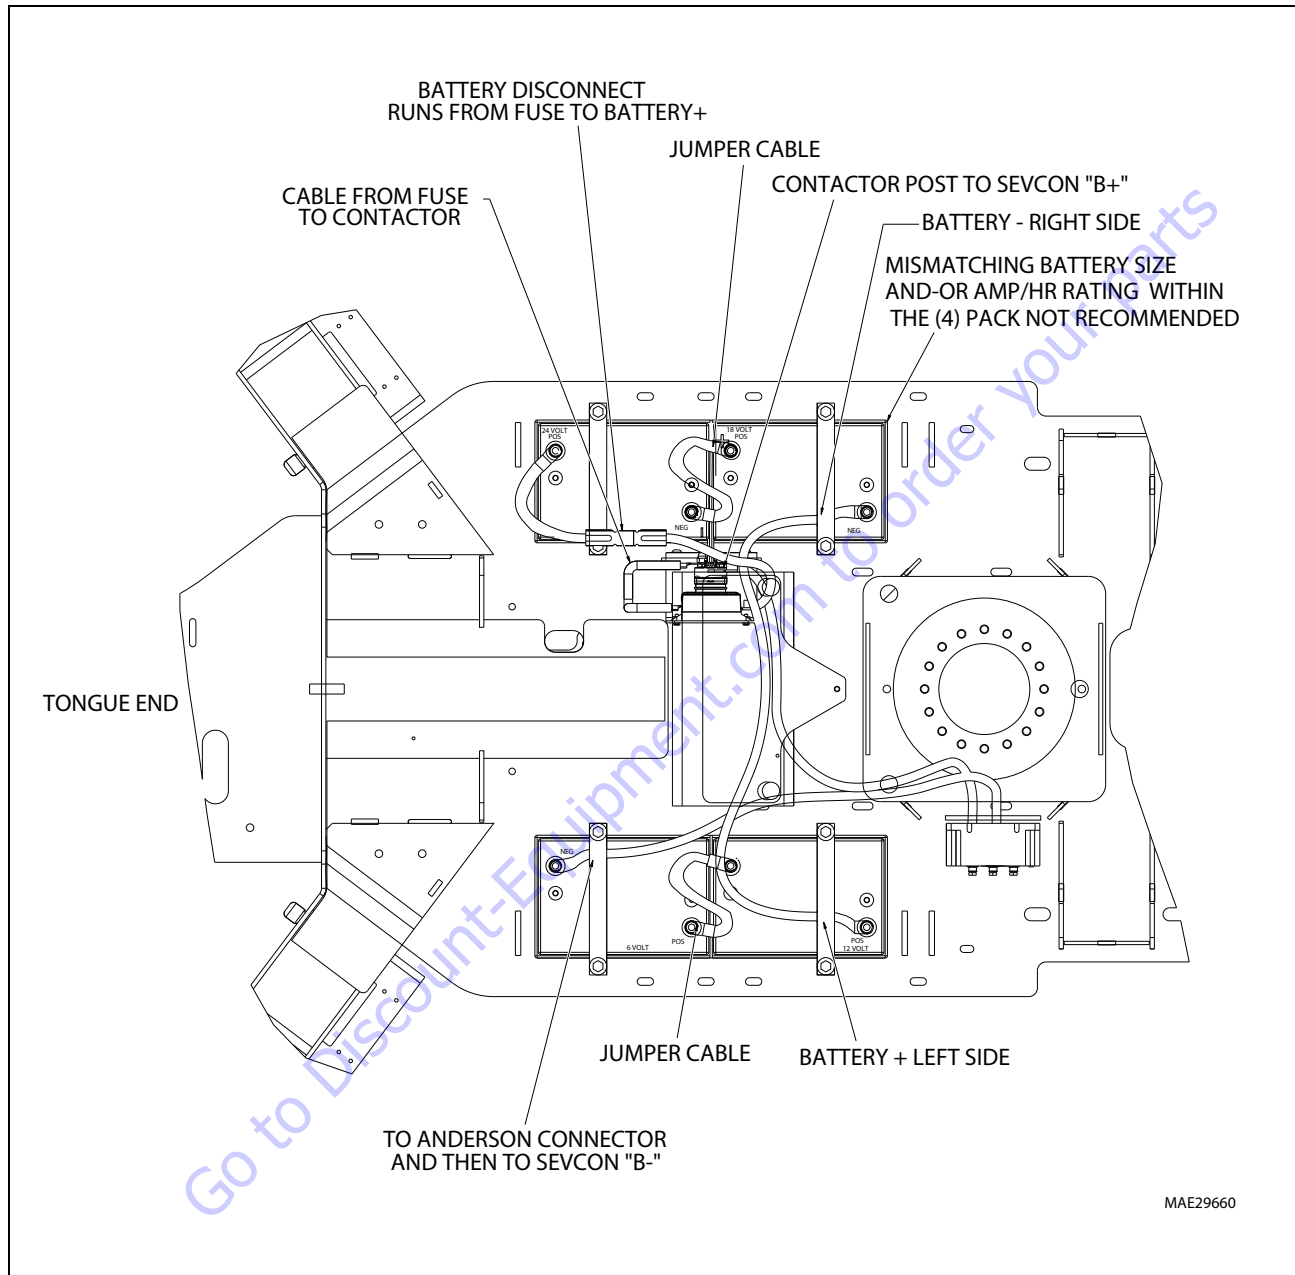 BATTERY DISCONNECT
RUNS FROM FUSE TO BATTERY+
JUMPER CABLE
CONTACTOR POST TO SEVCON "B+"
CABLE FROM FUSE
TO CONTACTOR
BATTERY - RIGHT SIDE
MISMATCHING BATTERY SIZE
AND-OR AMP/HR RATING WITHIN
THE (4) PACK NOT RECOMMENDED
24 VOLT
POS
18 VOLT
POS
NEG
NEG
TONGUE END
NEG
POS
6 VOLT
POS
12 VOLT
JUMPER CABLE
BATTERY + LEFT SIDE
TO ANDERSON CONNECTOR
AND THEN TO SEVCON "B-"
MAE29660
Go to Discount-Equipment.com to order your parts